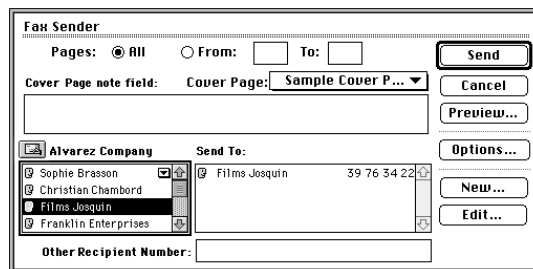 Fax Sender
Pages: All From: To:
Send
Cover Page note field: Cover Page: Sample Cover P...
Cancel
Preview...
Alvarez Company Send To:
Options...
Sophie Brasson Films Josquin 39 76 34 22
Christian Chambord
New...
Films Josquin
Franklin Enterprises
Edit...
Other Recipient Number: